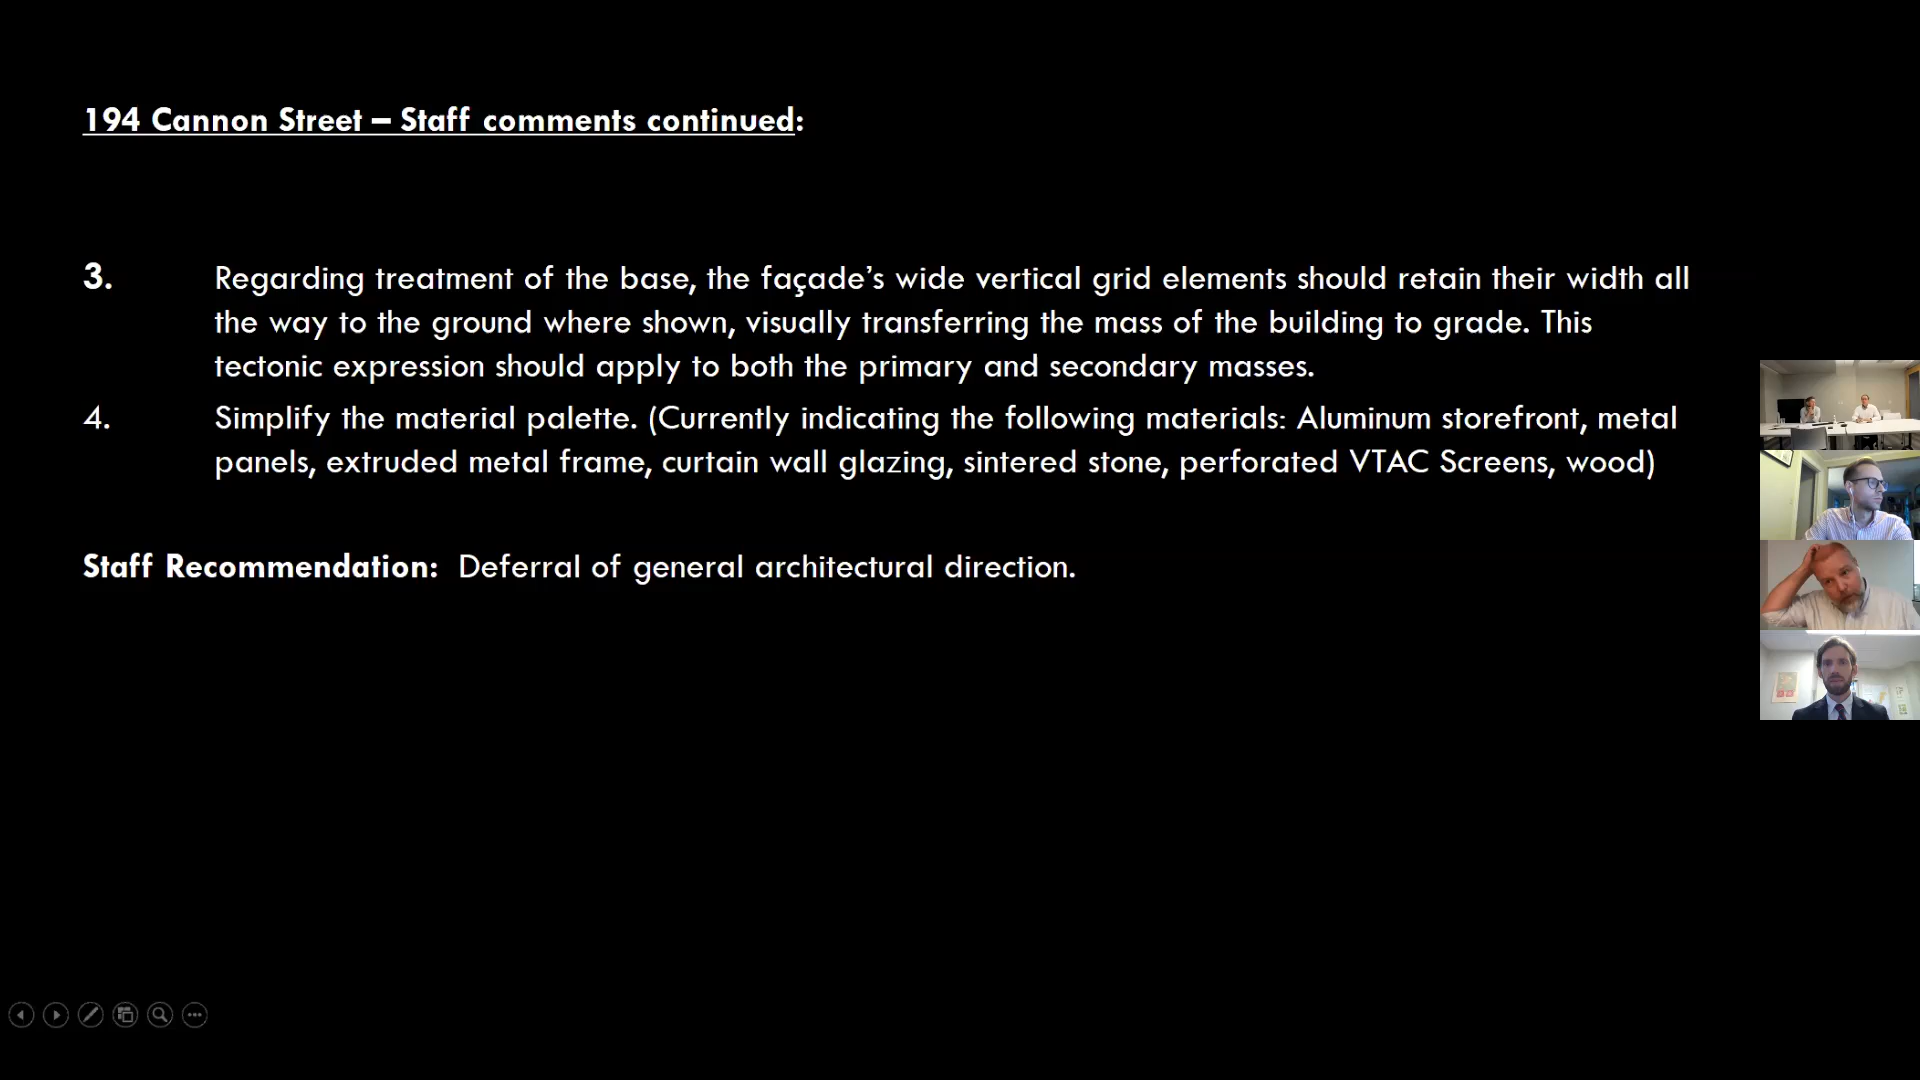 194 Cannon Street – Staff comments continued:
3. Regarding treatment of the base, the façade’s wide vertical grid elements should retain their width all
the way to the ground where shown, visually transferring the mass of the building to grade. This
tectonic expression should apply to both the primary and secondary masses.
4. Simplify the material palette. (Currently indicating the following materials: Aluminum storefront, metal
panels, extruded metal frame, curtain wall glazing, sintered stone, perforated VTAC Screens, wood)
Staff Recommendation: Deferral of general architectural direction.